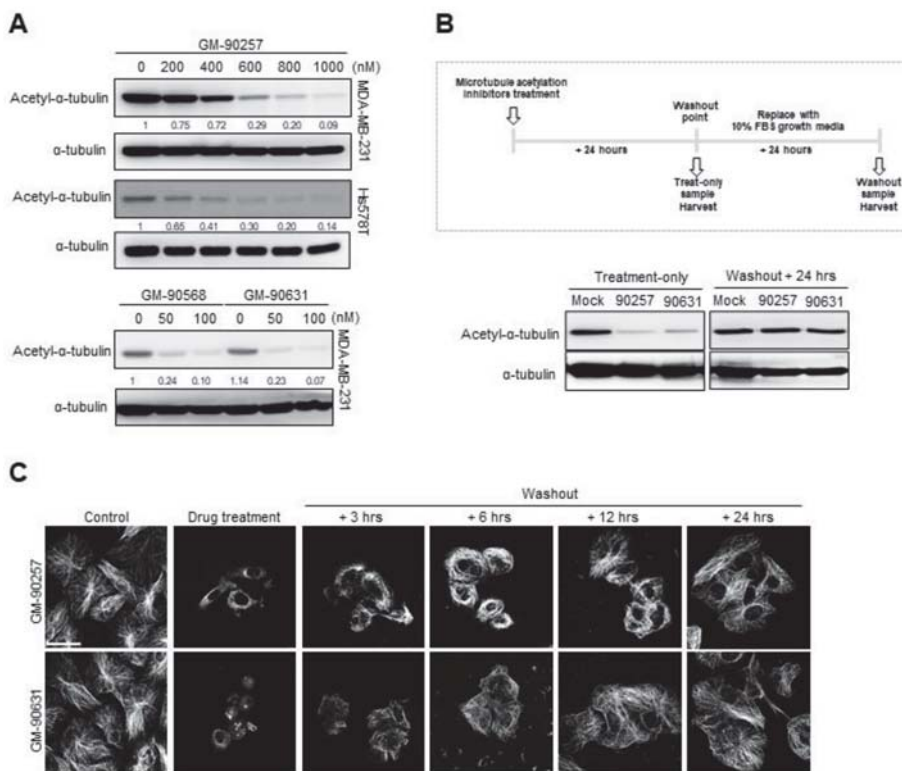 A
GM-90257
0 200 400 600 800 1000 (nM)
Acetyl-α-tubulin
1 0.75 0.72 0.29 0.20 0.09
α-tubulin
MDA-MB-231
Acetyl-α-tubulin
1 0.65 0.41 0.30 0.20 0.14
α-tubulin
Hs578T
GM-90568 GM-90631
0 50 100 0 50 100 (nM)
Acetyl-α-tubulin
1 0.24 0.10 1.14 0.23 0.07
α-tubulin
MDA-MB-231
B
Microtubule acetylation
inhibitors treatment
Washout
point
Replace with
10% FBS growth media
+ 24 hours
+ 24 hours
Treat-only
sample
Harvest
Washout
sample
Harvest
Treatment-only Washout + 24 hrs
Mock 90257 90631 Mock 90257 90631
Acetyl-α-tubulin
α-tubulin
C
Washout
Control Drug treatment + 3 hrs + 6 hrs + 12 hrs + 24 hrs
GM-90257
GM-90631